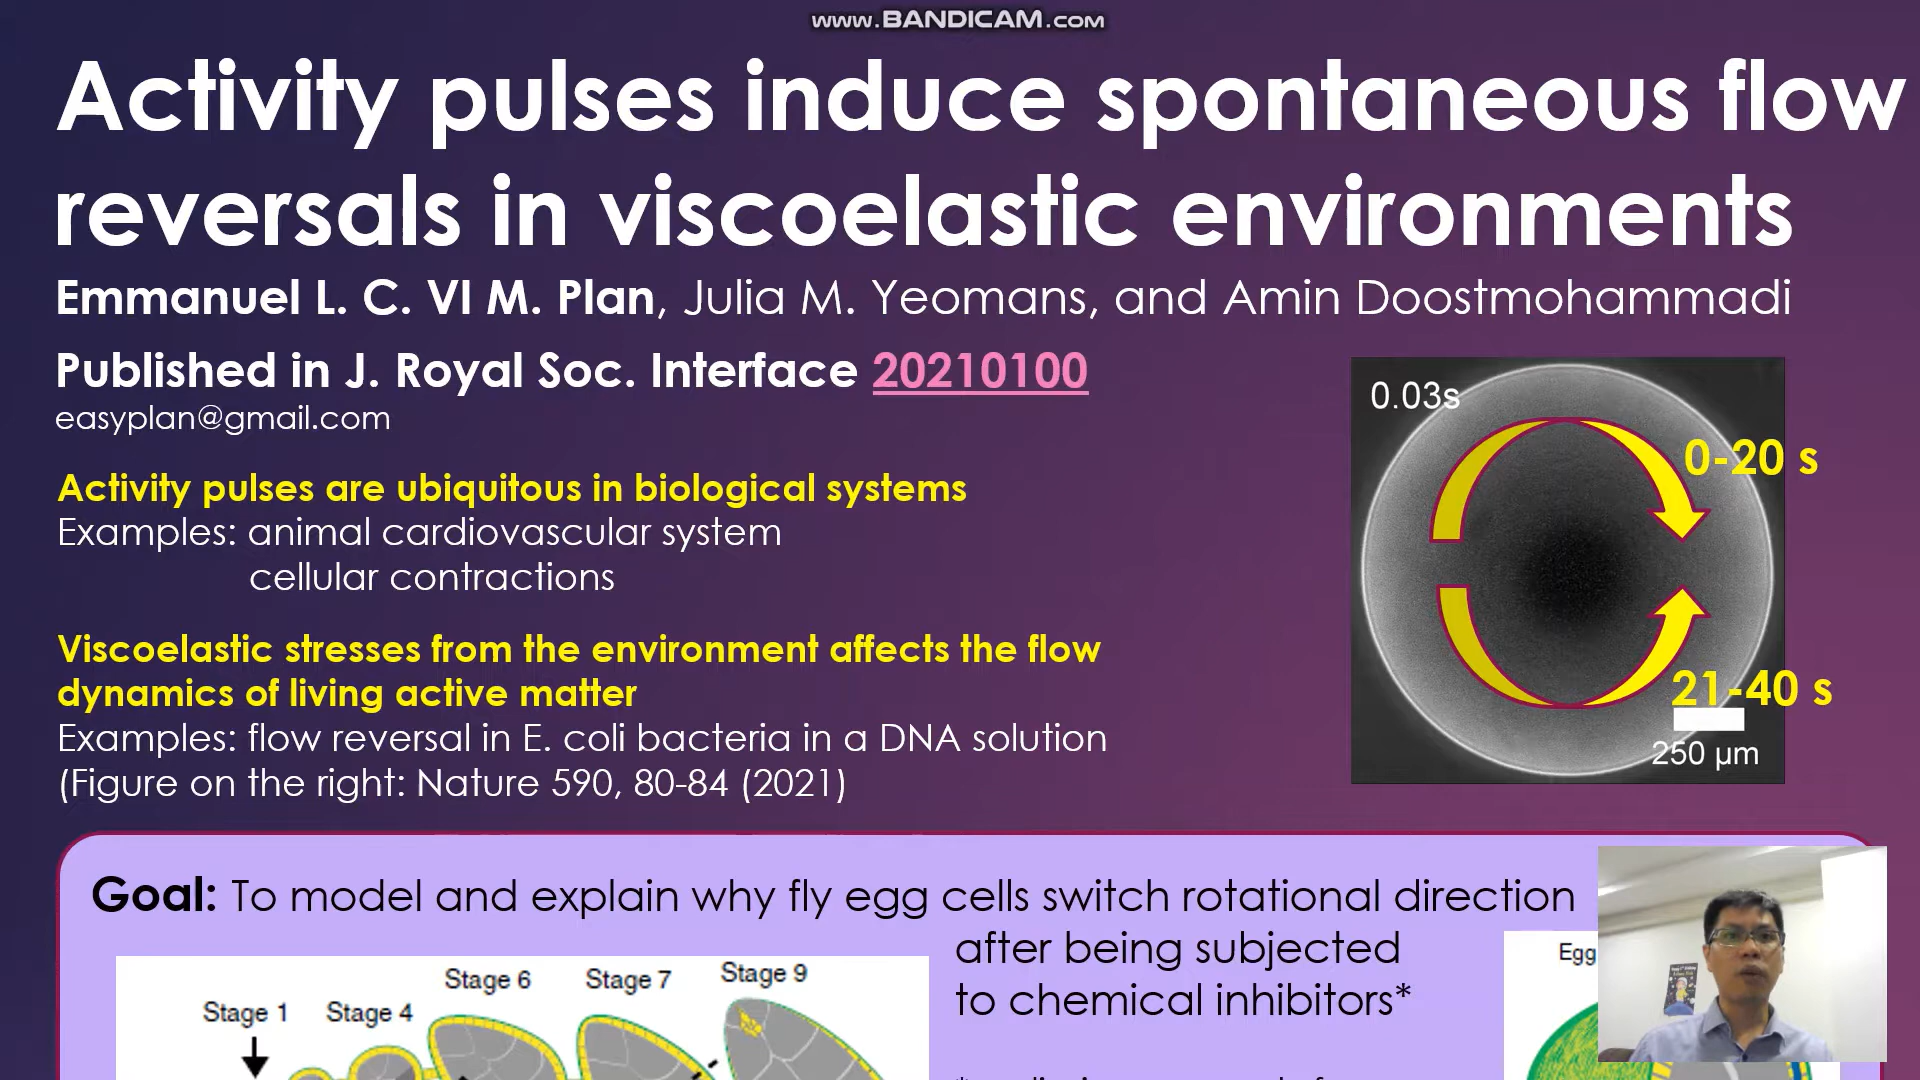 www.BANDICAM.com
Activity pulses induce spontaneous flow
reversals in viscoelastic environments
Emmanuel L. C. VI M. Plan, Julia M. Yeomans, and Amin Doostmohammadi
Published in J. Royal Soc. Interface 20210100
easyplan@gmail.com
Activity pulses are ubiquitous in biological systems
Examples: animal cardiovascular system
cellular contractions
Viscoelastic stresses from the environment affects the flow
dynamics of living active matter
Examples: flow reversal in E. coli bacteria in a DNA solution
(Figure on the right: Nature 590, 80-84 (2021)
0.03s
0-20 s
21-40 s
250 µm
Goal: To model and explain why fly egg cells switch rotational direction
after being subjected
to chemical inhibitors*
Stage 1
Stage 4
Stage 6
Stage 7
Stage 9
Egg